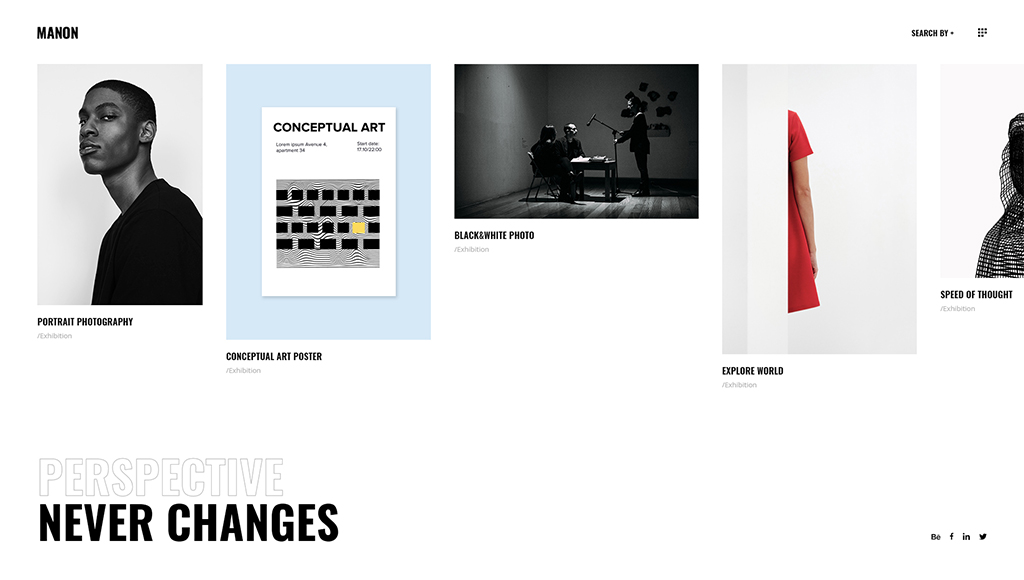 MANON
SEARCH BY +
CONCEPTUAL ART
Lorem ipsum Avenue 4,
apartment 34
Start date:
17.10/22:00
PORTRAIT PHOTOGRAPHY
/Exhibition
CONCEPTUAL ART POSTER
/Exhibition
BLACK&WHITE PHOTO
/Exhibition
EXPLORE WORLD
/Exhibition
SPEED OF THOUGHT
/Exhibition
PERSPECTIVE
NEVER CHANGES
Bē f in